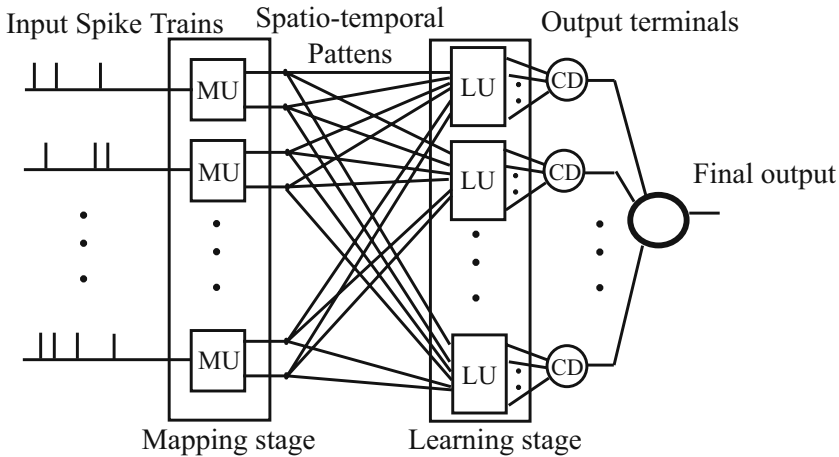 Input Spike Trains
Spatio-temporal
Pattens
Output terminals
MU
LU
CD
MU
LU
CD
Final output
MU
LU
CD
Mapping stage
Learning stage